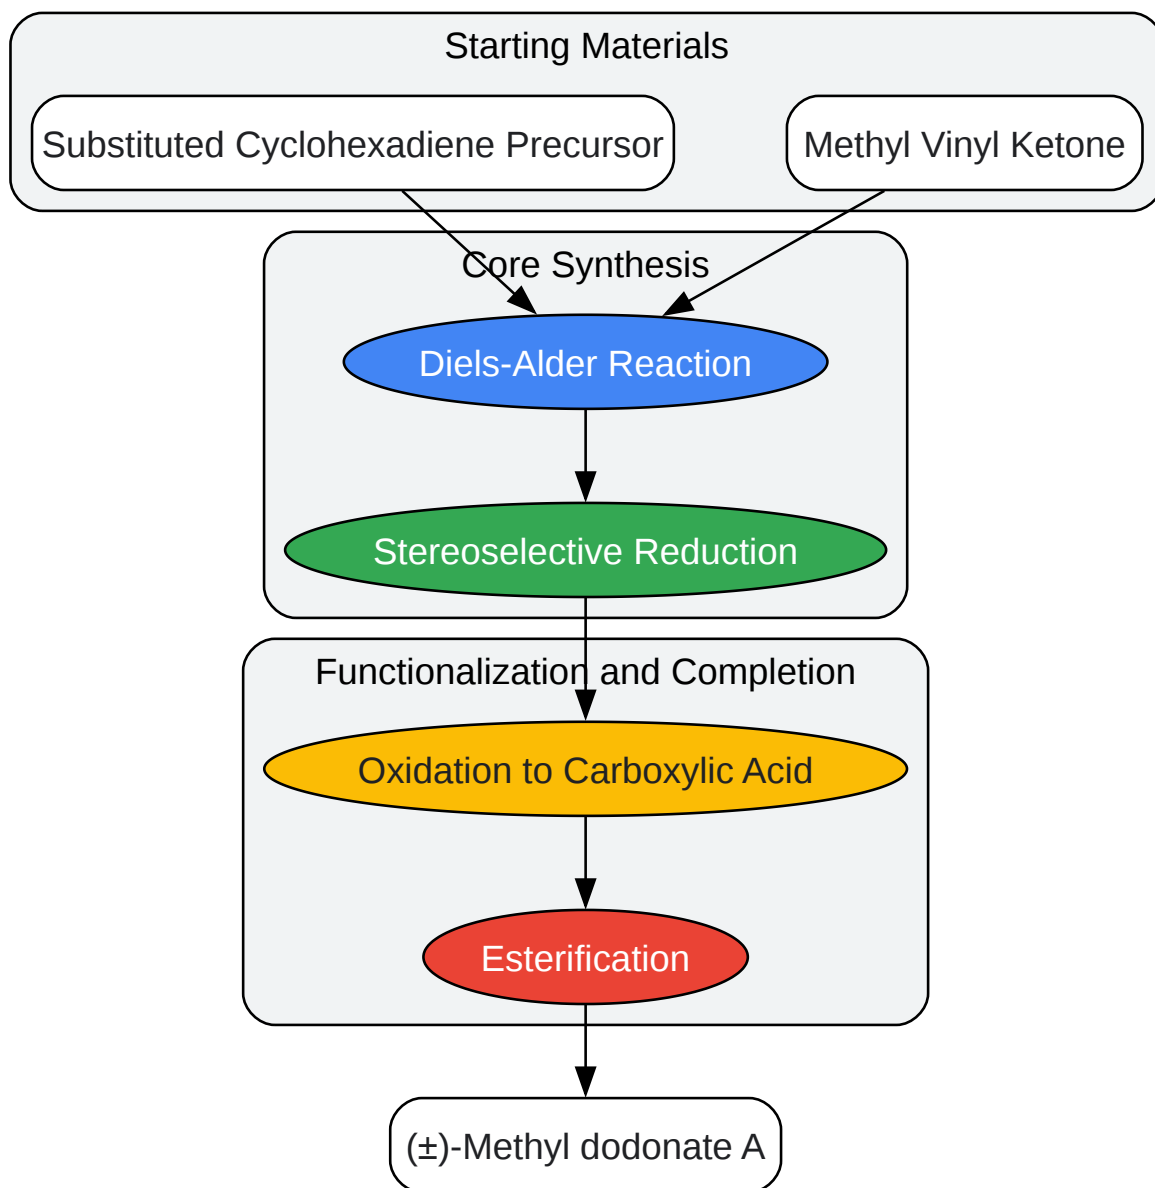 Starting Materials
Substituted Cyclohexadiene Precursor
Methyl Vinyl Ketone
Core Synthesis
Diels-Alder Reaction
Stereoselective Reduction
Functionalization and Completion
Oxidation to Carboxylic Acid
Esterification
(±)-Methyl dodonate A